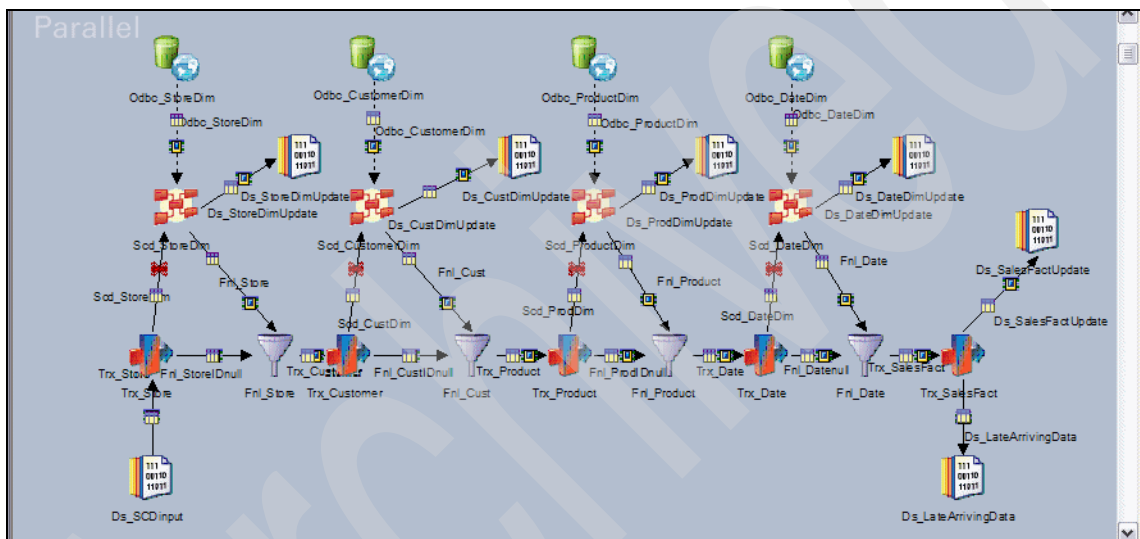 Parallel
Odbc_StoreDim
Odbc_CustomerDim
Odbc_ProductDim
Odbc_DateDim
Odbc_StoreDim
Odbc_CustomerDim
Odbc_ProductDim
Odbc_DateDim
Ds_StoreDimUpdate
Ds_CustDimUpdate
Ds_ProdDimUpdate
Ds_DateDimUpdate
Ds_StoreDimUpdate
Ds_CustDimUpdate
Ds_ProdDimUpdate
Ds_DateDimUpdate
Scd_StoreDim
Scd_CustomerDim
Scd_ProductDim
Scd_DateDim
Ds_SalesFactUpdate
Fnl_Store
Fnl_Cust
Fnl_Product
Fnl_Date
Scd_StoreDim
Scd_CustDim
Scd_ProdDim
Scd_DateDim
Ds_SalesFactUpdate
Trx_Store
Fnl_StoreIDnull
Trx_Customer
Fnl_CustIDnull
Trx_Product
Fnl_ProdIDnull
Trx_Date
Fnl_Datenull
Trx_SalesFact
Trx_Store
Fnl_Store
Trx_Customer
Fnl_Cust
Trx_Product
Fnl_Product
Trx_Date
Fnl_Date
Trx_SalesFact
Ds_LateArrivingData
Ds_SCDinput
Ds_LateArrivingData